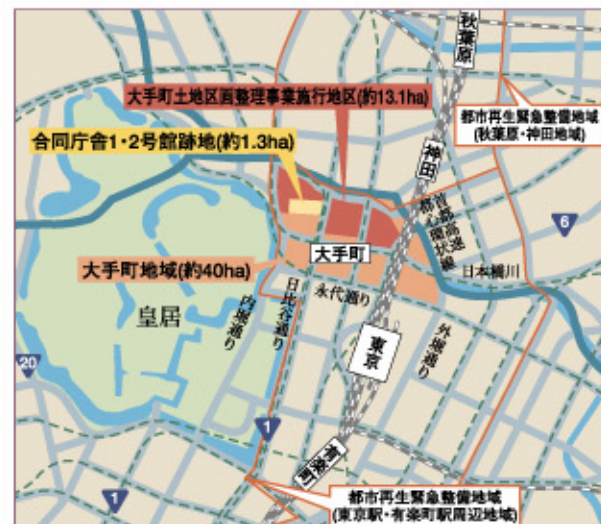 秋葉原
大手町土地区画整理事業施行地区(約13.1ha)
都市再生緊急整備地域
(秋葉原・神田地域)
合同庁舎1・2号館跡地(約1.3ha)
神田
首都高速
都心環状線
6
大手町
日本橋川
大手町地域(約40ha)
永代通り
日比谷通り
内堀通り
皇居
外堀通り
東京
20
1
有楽町
1
都市再生緊急整備地域
(東京駅・有楽町駅周辺地域)